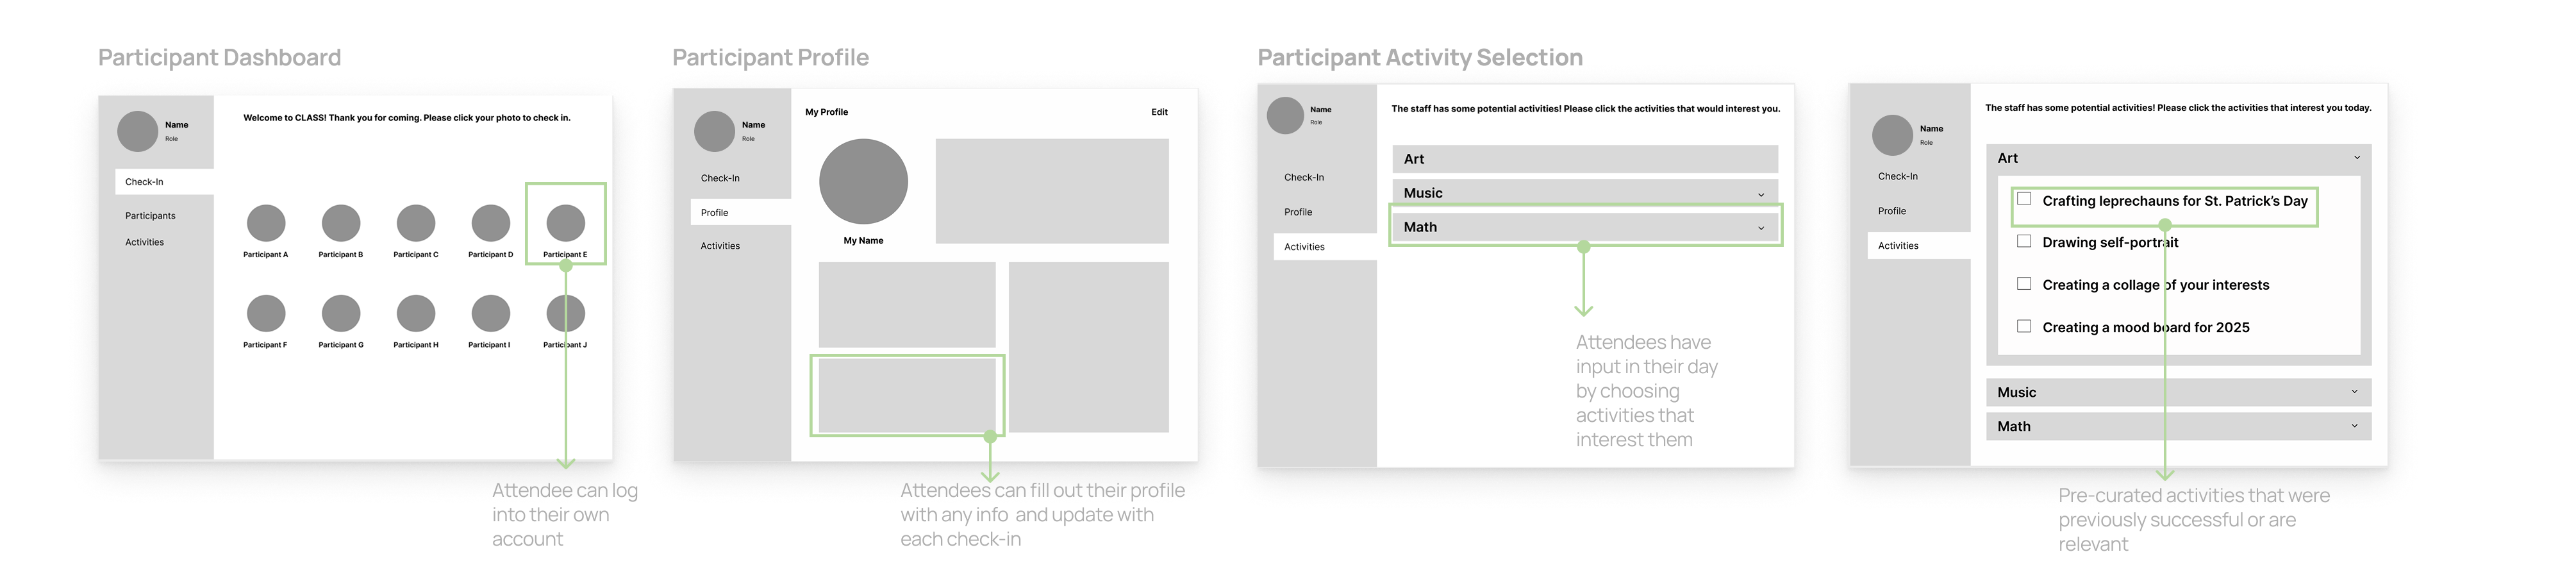 Participant Dashboard
Name
Role
Check-In
Participants
Activities
Welcome to CLASS! Thank you for coming. Please click your photo to check in.
Participant A
Participant B
Participant C
Participant D
Participant E
Participant F
Participant G
Participant H
Participant I
Participant J
Attendee can log
into their own
account
Participant Profile
Name
Role
Check-In
Profile
Activities
My Profile
Edit
My Name
Attendees can fill out their profile
with any info and update with
each check-in
Participant Activity Selection
Name
Role
Check-In
Profile
Activities
The staff has some potential activities! Please click the activities that would interest you.
Art
Music
Math
Attendees have
input in their day
by choosing
activities that
interest them
Name
Role
Check-In
Profile
Activities
The staff has some potential activities! Please click the activities that interest you today.
Art
Crafting leprechauns for St. Patrick's Day
Drawing self-portrait
Creating a collage of your interests
Creating a mood board for 2025
Music
Math
Pre-curated activities that were
previously successful or are
relevant